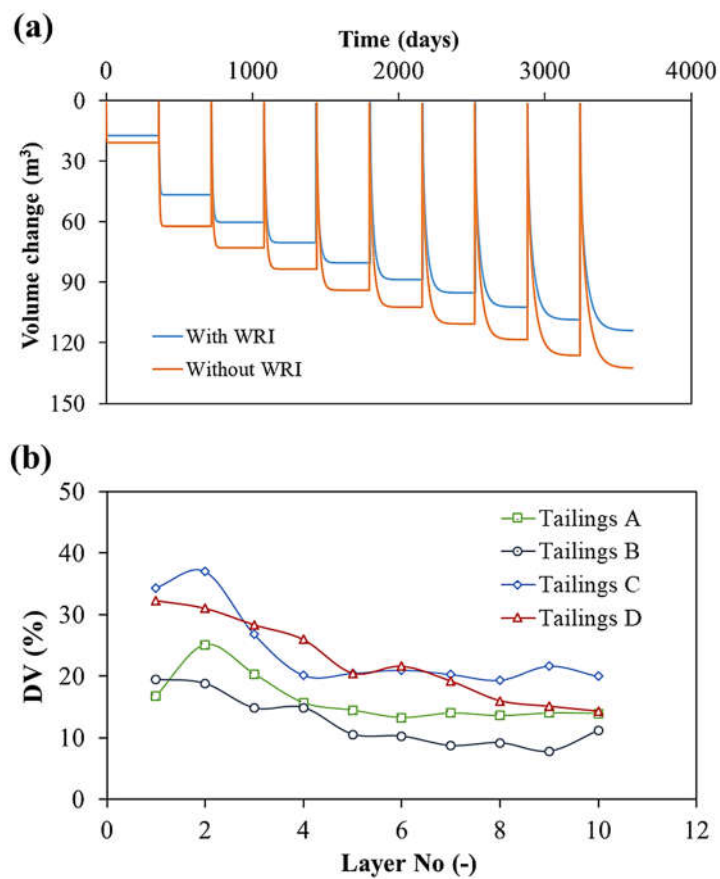 (a)
Time (days)
0 1000 2000 3000 4000
Volume change (m³)
0
30
60
90
120
150
With WRI
Without WRI
(b)
DV (%)
50
40
30
20
10
0
Tailings A
Tailings B
Tailings C
Tailings D
0 2 4 6 8 10 12
Layer No (-)